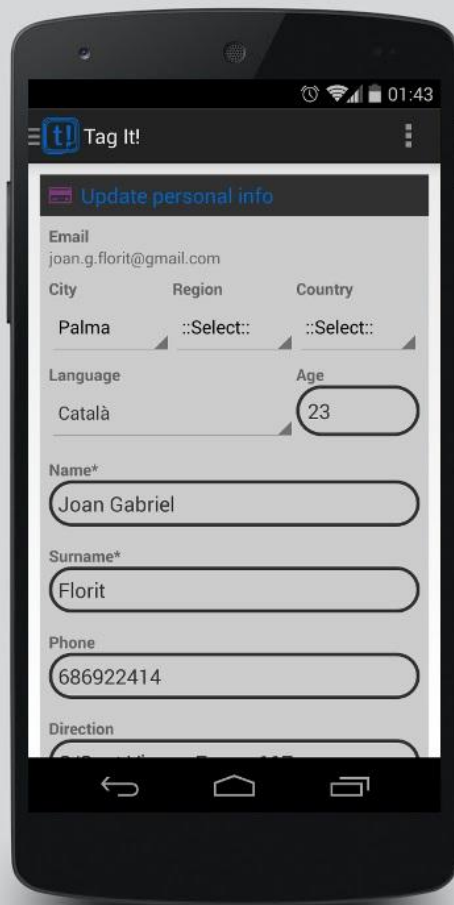 01:43
t! Tag It!
Update personal info
Email
joan.g.florit@gmail.com
City Region Country
Palma ::Select:: ::Select::
Language Age
Català 23
Name*
Joan Gabriel
Surname*
Florit
Phone
686922414
Direction